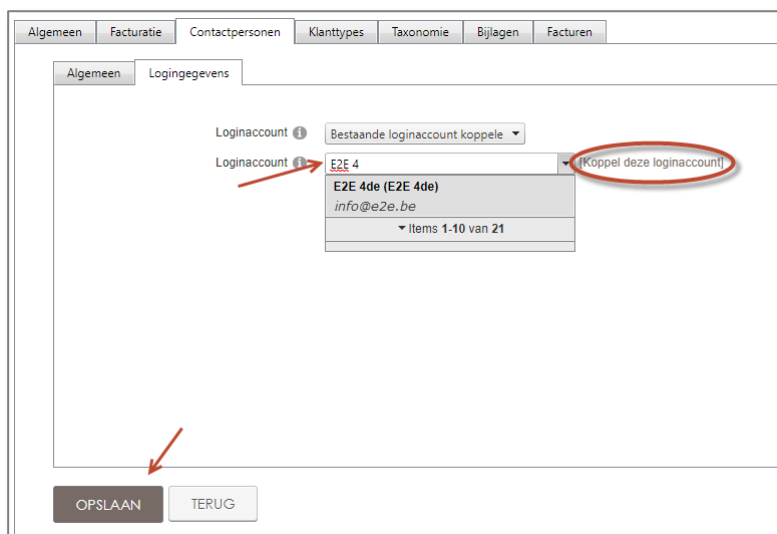 Algemeen Facturatie Contactpersonen Klanttypes Taxonomie Bijlagen Facturen
Algemeen Logingegevens
Loginaccount Bestaande loginaccount koppele
Loginaccount E2E 4 [Koppel deze loginaccount]
E2E 4de (E2E 4de)
info@e2e.be
Items 1-10 van 21
OPSLAAN TERUG